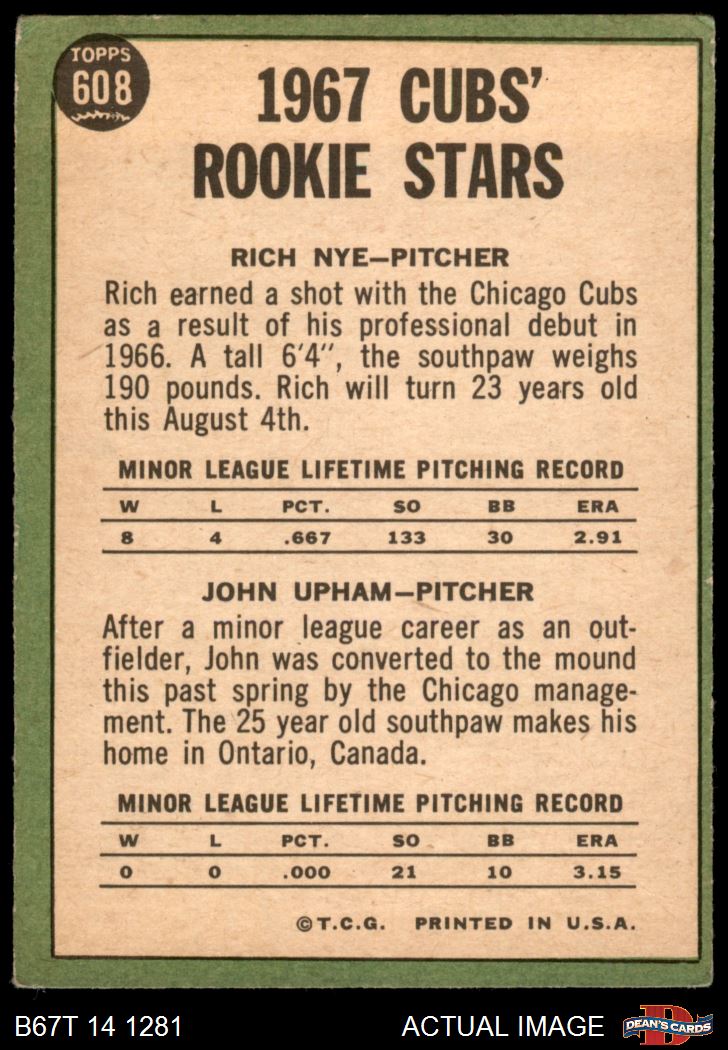 TOPPS
608
1967 CUBS'
ROOKIE STARS
RICH NYE—PITCHER
Rich earned a shot with the Chicago Cubs
as a result of his professional debut in
1966. A tall 6'4", the southpaw weighs
190 pounds. Rich will turn 23 years old
this August 4th.
MINOR LEAGUE LIFETIME PITCHING RECORD
W L PCT. SO BB ERA
8 4 .667 133 30 2.91
JOHN UPHAM—PITCHER
After a minor league career as an out-
fielder, John was converted to the mound
this past spring by the Chicago manage-
ment. The 25 year old southpaw makes his
home in Ontario, Canada.
MINOR LEAGUE LIFETIME PITCHING RECORD
W L PCT. SO BB ERA
0 0 .000 21 10 3.15
©T.C.G. PRINTED IN U.S.A.
B67T 14 1281 ACTUAL IMAGE D DEAN'S CARDS